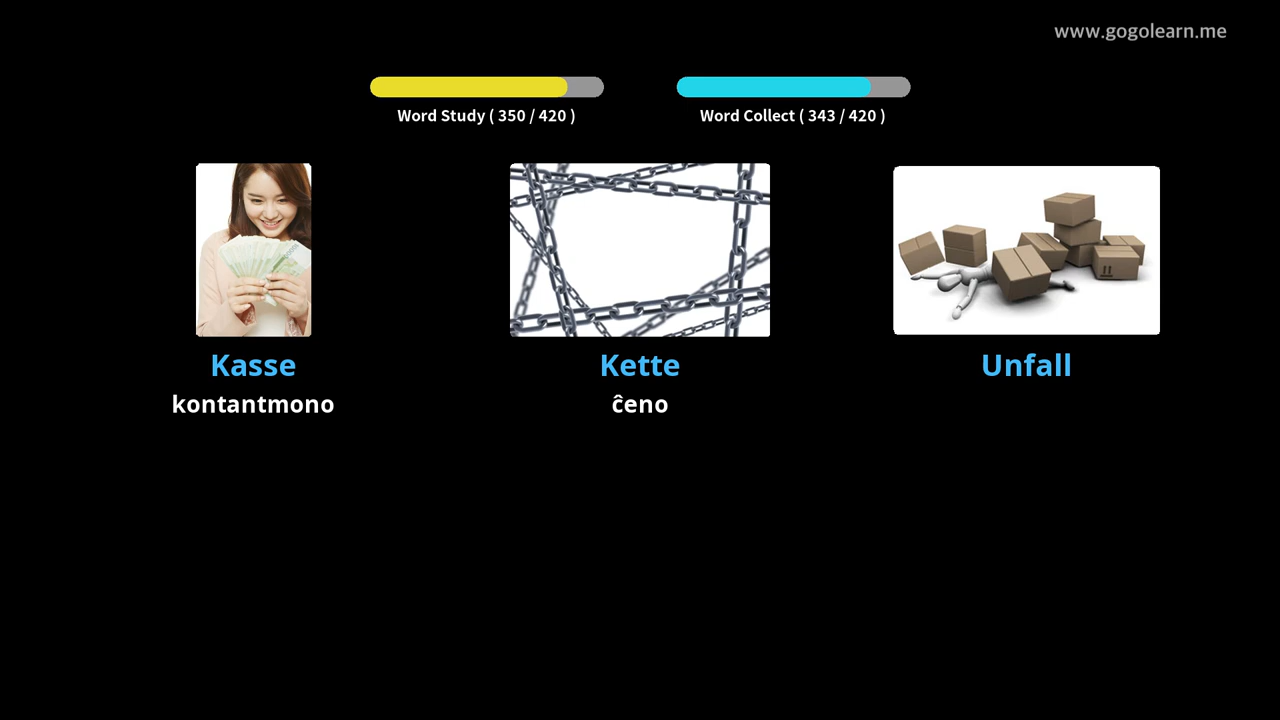 www.gogolearn.me
Word Study ( 350 / 420 )
Word Collect ( 343 / 420 )
Kasse
Kette
Unfall
kontantmono
ĉeno